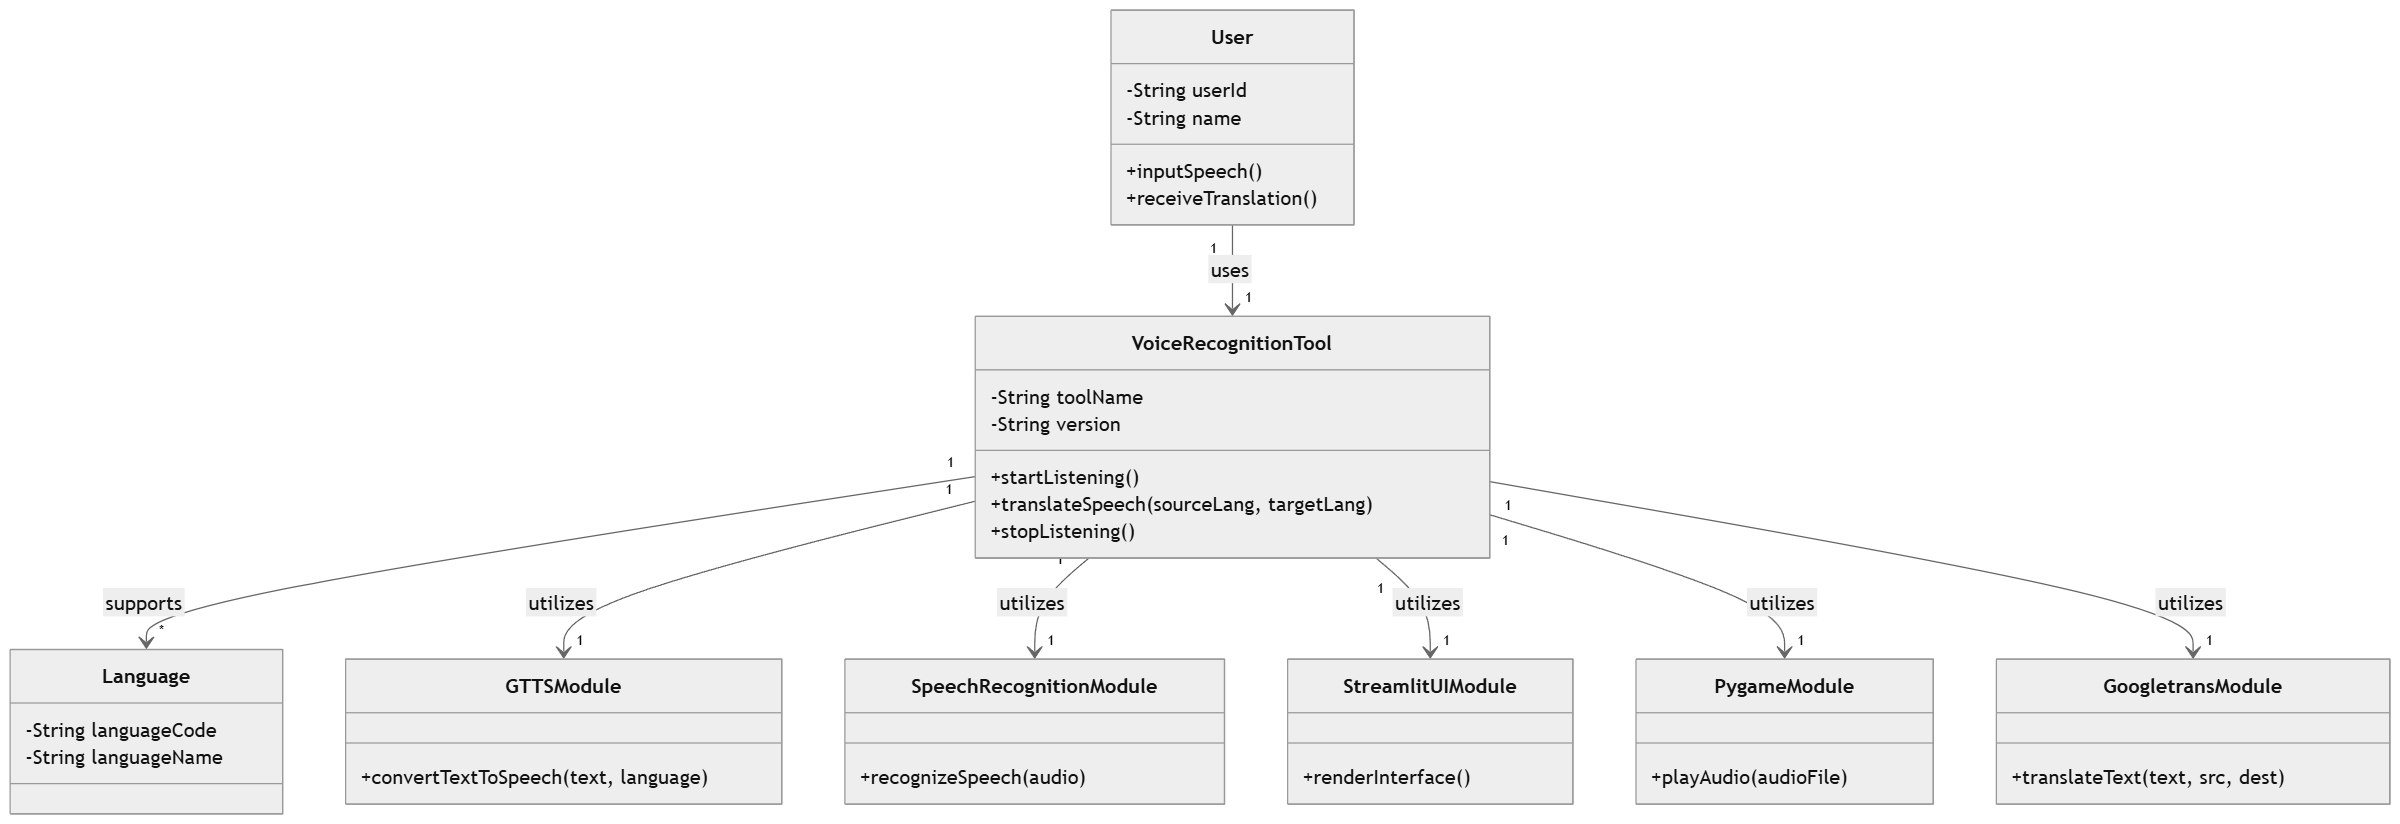 User
-String userId
-String name
+inputSpeech()
+receiveTranslation()
1
uses
1
VoiceRecognitionTool
-String toolName
-String version
+startListening()
+translateSpeech(sourceLang, targetLang)
+stopListening()
1
1
1
1
1
1
supports
utilizes
utilizes
utilizes
utilizes
utilizes
*
1
1
1
1
1
Language
-String languageCode
-String languageName
GTTSModule
+convertTextToSpeech(text, language)
SpeechRecognitionModule
+recognizeSpeech(audio)
StreamlitUIModule
+renderInterface()
PygameModule
+playAudio(audioFile)
GoogletransModule
+translateText(text, src, dest)